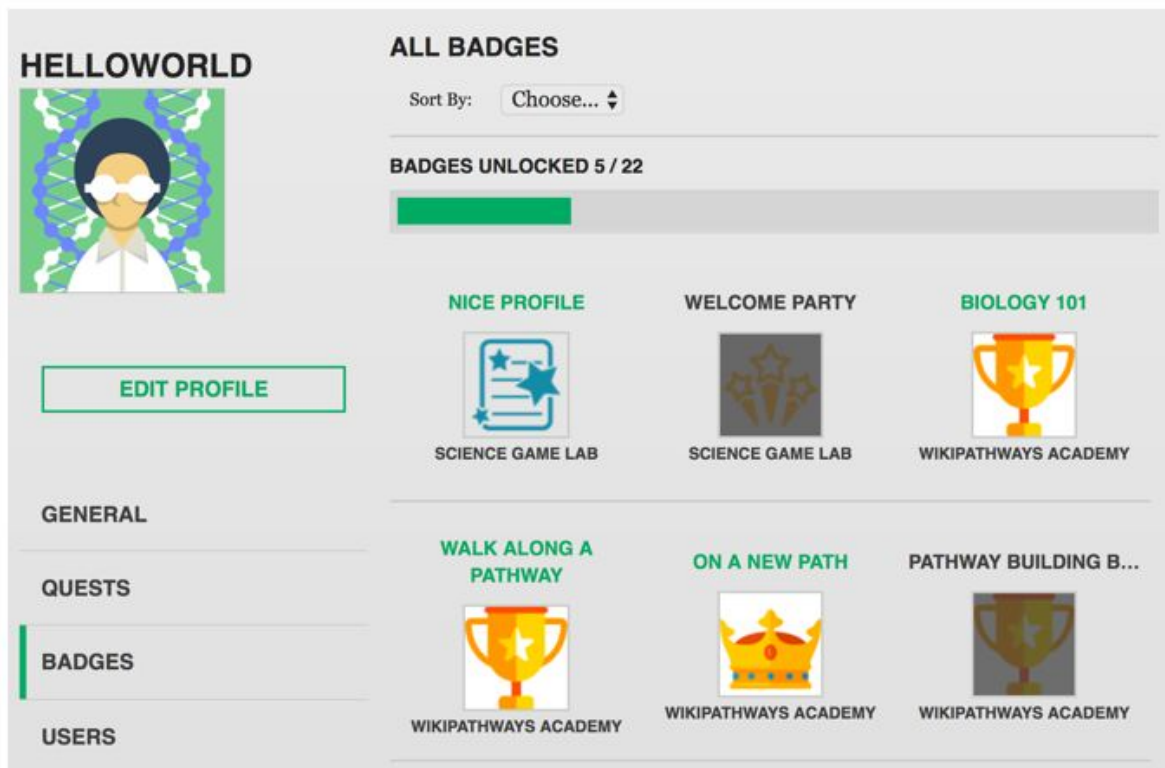 HELLOWORLD
EDIT PROFILE
GENERAL
QUESTS
BADGES
USERS
ALL BADGES
Sort By: Choose...
BADGES UNLOCKED 5 / 22
NICE PROFILE
SCIENCE GAME LAB
WELCOME PARTY
SCIENCE GAME LAB
BIOLOGY 101
WIKIPATHWAYS ACADEMY
WALK ALONG A
PATHWAY
WIKIPATHWAYS ACADEMY
ON A NEW PATH
WIKIPATHWAYS ACADEMY
PATHWAY BUILDING B...
WIKIPATHWAYS ACADEMY